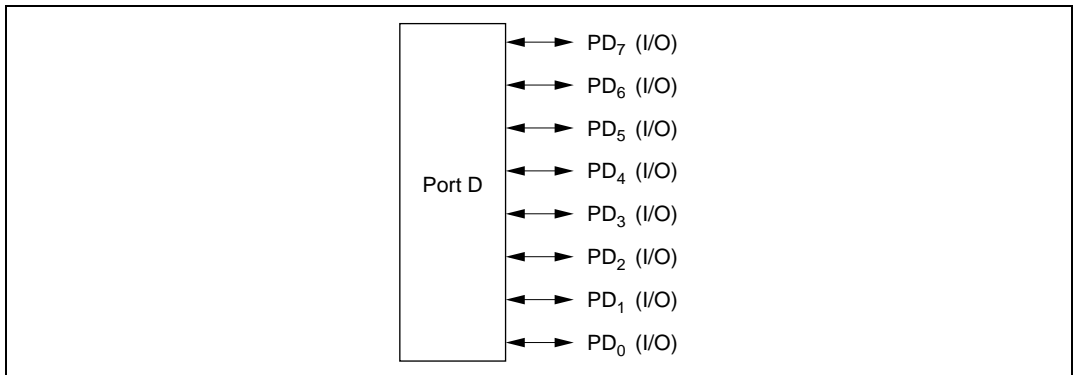 PD₇ (I/O)
PD₆ (I/O)
PD₅ (I/O)
PD₄ (I/O)
Port D
PD₃ (I/O)
PD₂ (I/O)
PD₁ (I/O)
PD₀ (I/O)